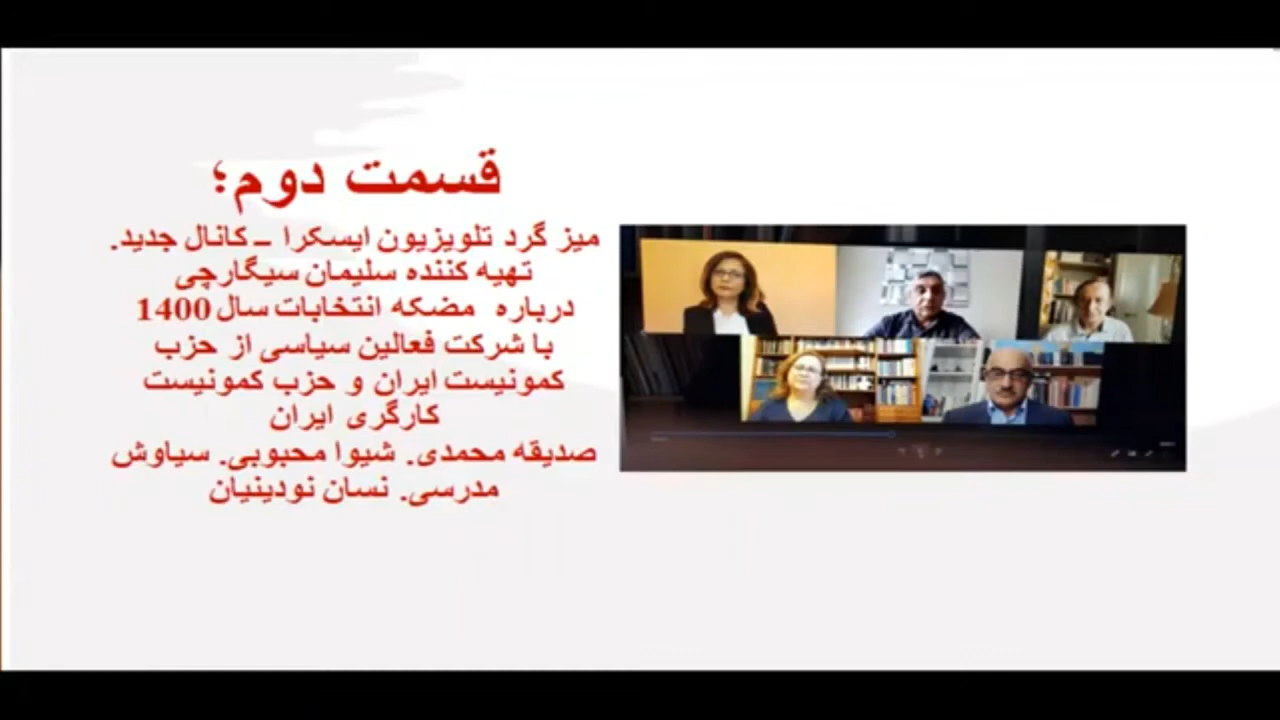 قسمت دوم؛
میز گرد تلویزیون ایسکرا – کانال جدید.
تهیه کننده سلیمان سیگارچی
درباره مضکه انتخابات سال 1400
با شرکت فعالین سیاسی از حزب
کمونیست ایران و حزب کمونیست
کارگری ایران
صدیقه محمدی. شیوا محبوبی. سیاوش
مدرسی. نسان نودینیان